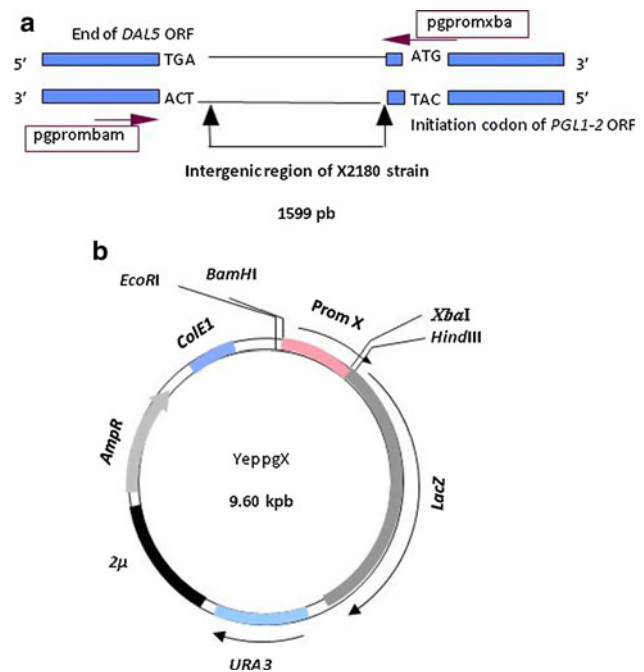 a
pgpromxba
End of DAL5 ORF
5′ TGA ATG 3′
3′ ACT TAC 5′
pgprombam
Initiation codon of PGL1-2 ORF
Intergenic region of X2180 strain
1599 pb
b
EcoRI
BamHI
Prom X
XbaI
HindIII
ColE1
AmpR
YeppgX
9.60 kpb
LacZ
2µ
URA3